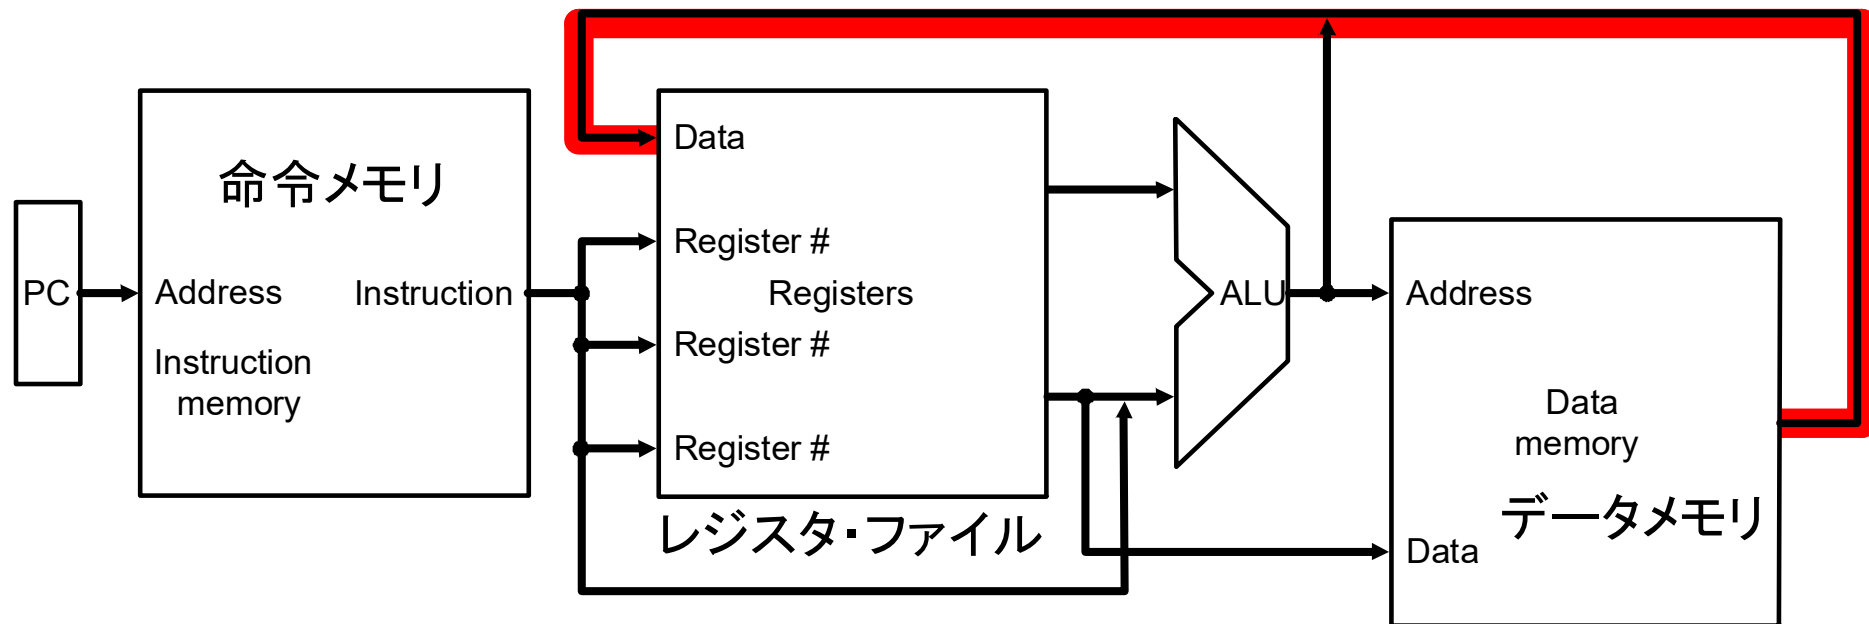 PC
命令メモリ
Address
Instruction
Instruction
memory
Data
Register #
Registers
Register #
Register #
レジスタ・ファイル
ALU
Address
Data
memory
データメモリ
Data